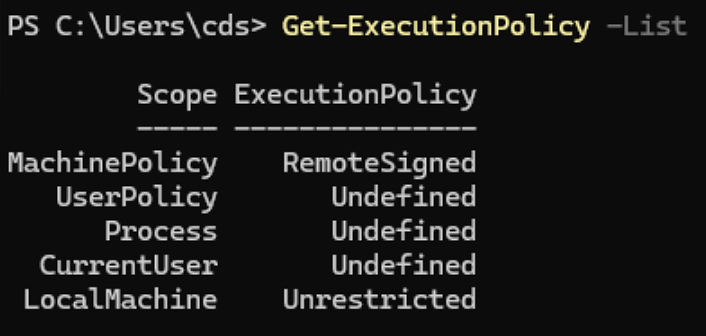 PS C:\Users\cds> Get-ExecutionPolicy -List
Scope ExecutionPolicy
----- ---------------
MachinePolicy RemoteSigned
UserPolicy Undefined
Process Undefined
CurrentUser Undefined
LocalMachine Unrestricted